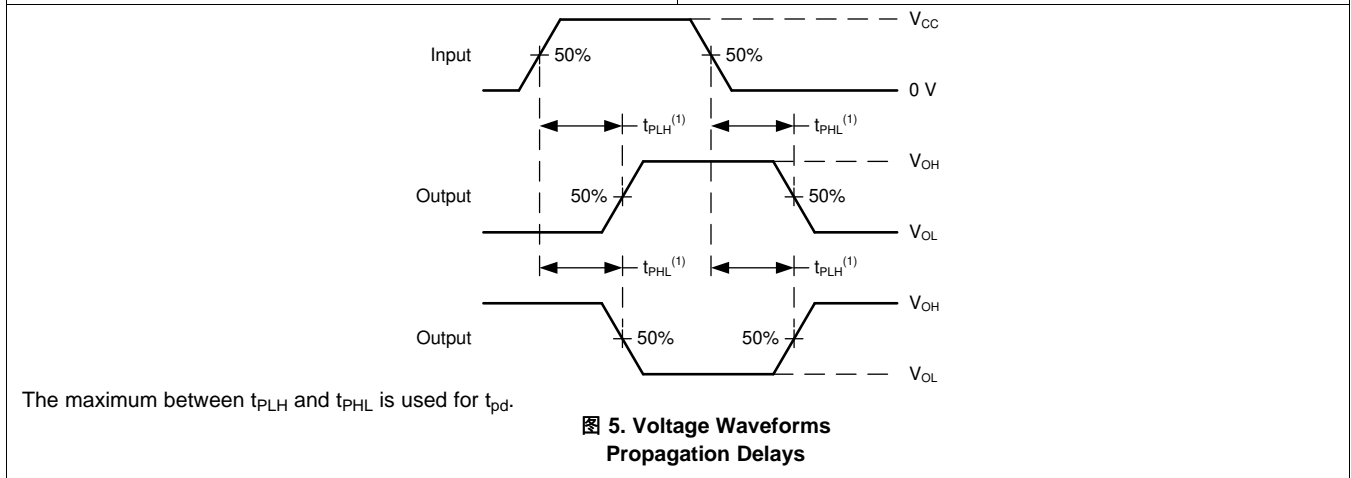 V_CC
Input
50%
50%
0 V
t_PLH^(1)
t_PHL^(1)
V_OH
Output
50%
50%
V_OL
t_PHL^(1)
t_PLH^(1)
V_OH
Output
50%
50%
V_OL
The maximum between t_PLH and t_PHL is used for t_pd.
图 5. Voltage Waveforms
Propagation Delays